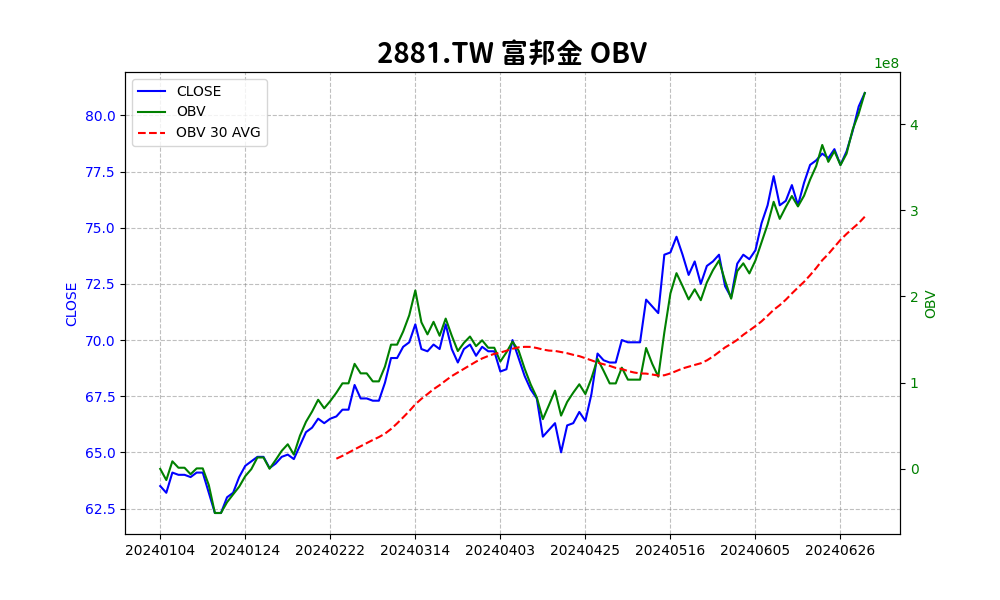 2881.TW 富邦金 OBV
1e8
CLOSE
OBV
OBV 30 AVG
80.0
77.5
75.0
72.5
70.0
67.5
65.0
62.5
CLOSE
4
3
2
1
0
OBV
20240104 20240124 20240222 20240314 20240403 20240425 20240516 20240605 20240626